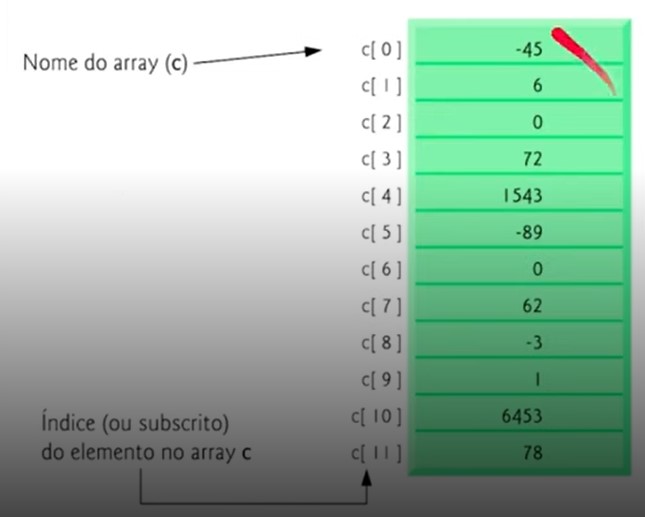 Nome do array (c)
c[ 0 ] -45
c[ 1 ] 6
c[ 2 ] 0
c[ 3 ] 72
c[ 4 ] 1543
c[ 5 ] -89
c[ 6 ] 0
c[ 7 ] 62
c[ 8 ] -3
c[ 9 ] 1
c[ 10 ] 6453
c[ 11 ] 78
Índice (ou subscrito)
do elemento no array c